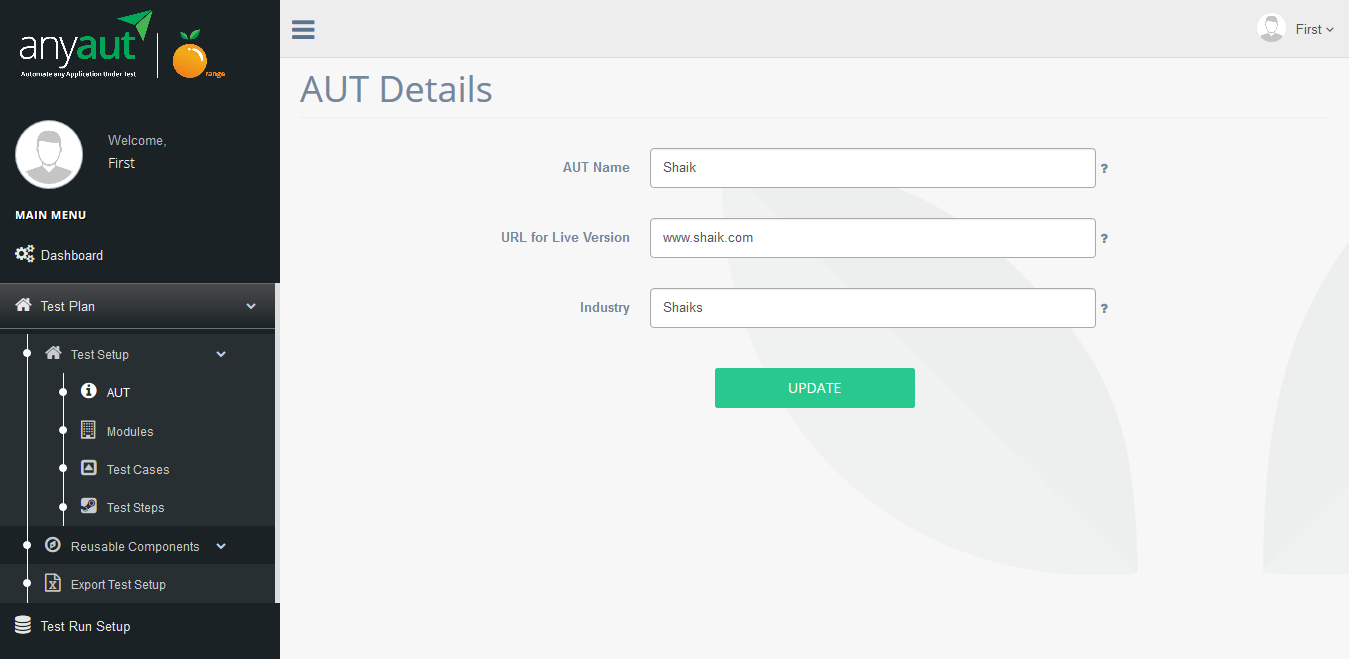 anyaut
Automate any Application Under Test
range
First
Welcome,
First
MAIN MENU
Dashboard
Test Plan
Test Setup
AUT
Modules
Test Cases
Test Steps
Reusable Components
Export Test Setup
Test Run Setup
AUT Details
AUT Name
Shaik
?
URL for Live Version
www.shaik.com
?
Industry
Shaiks
?
UPDATE